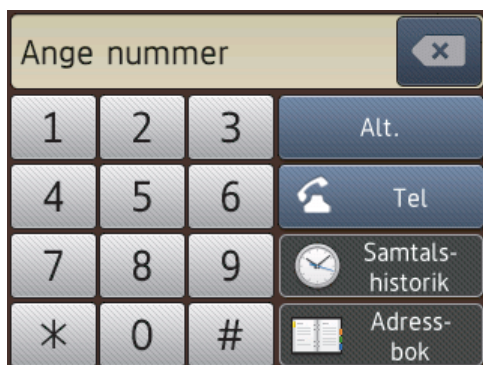 Ange nummer
1 2 3 Alt.
4 5 6 Tel
7 8 9 Samtals-
historik
* 0 # Adress-
bok